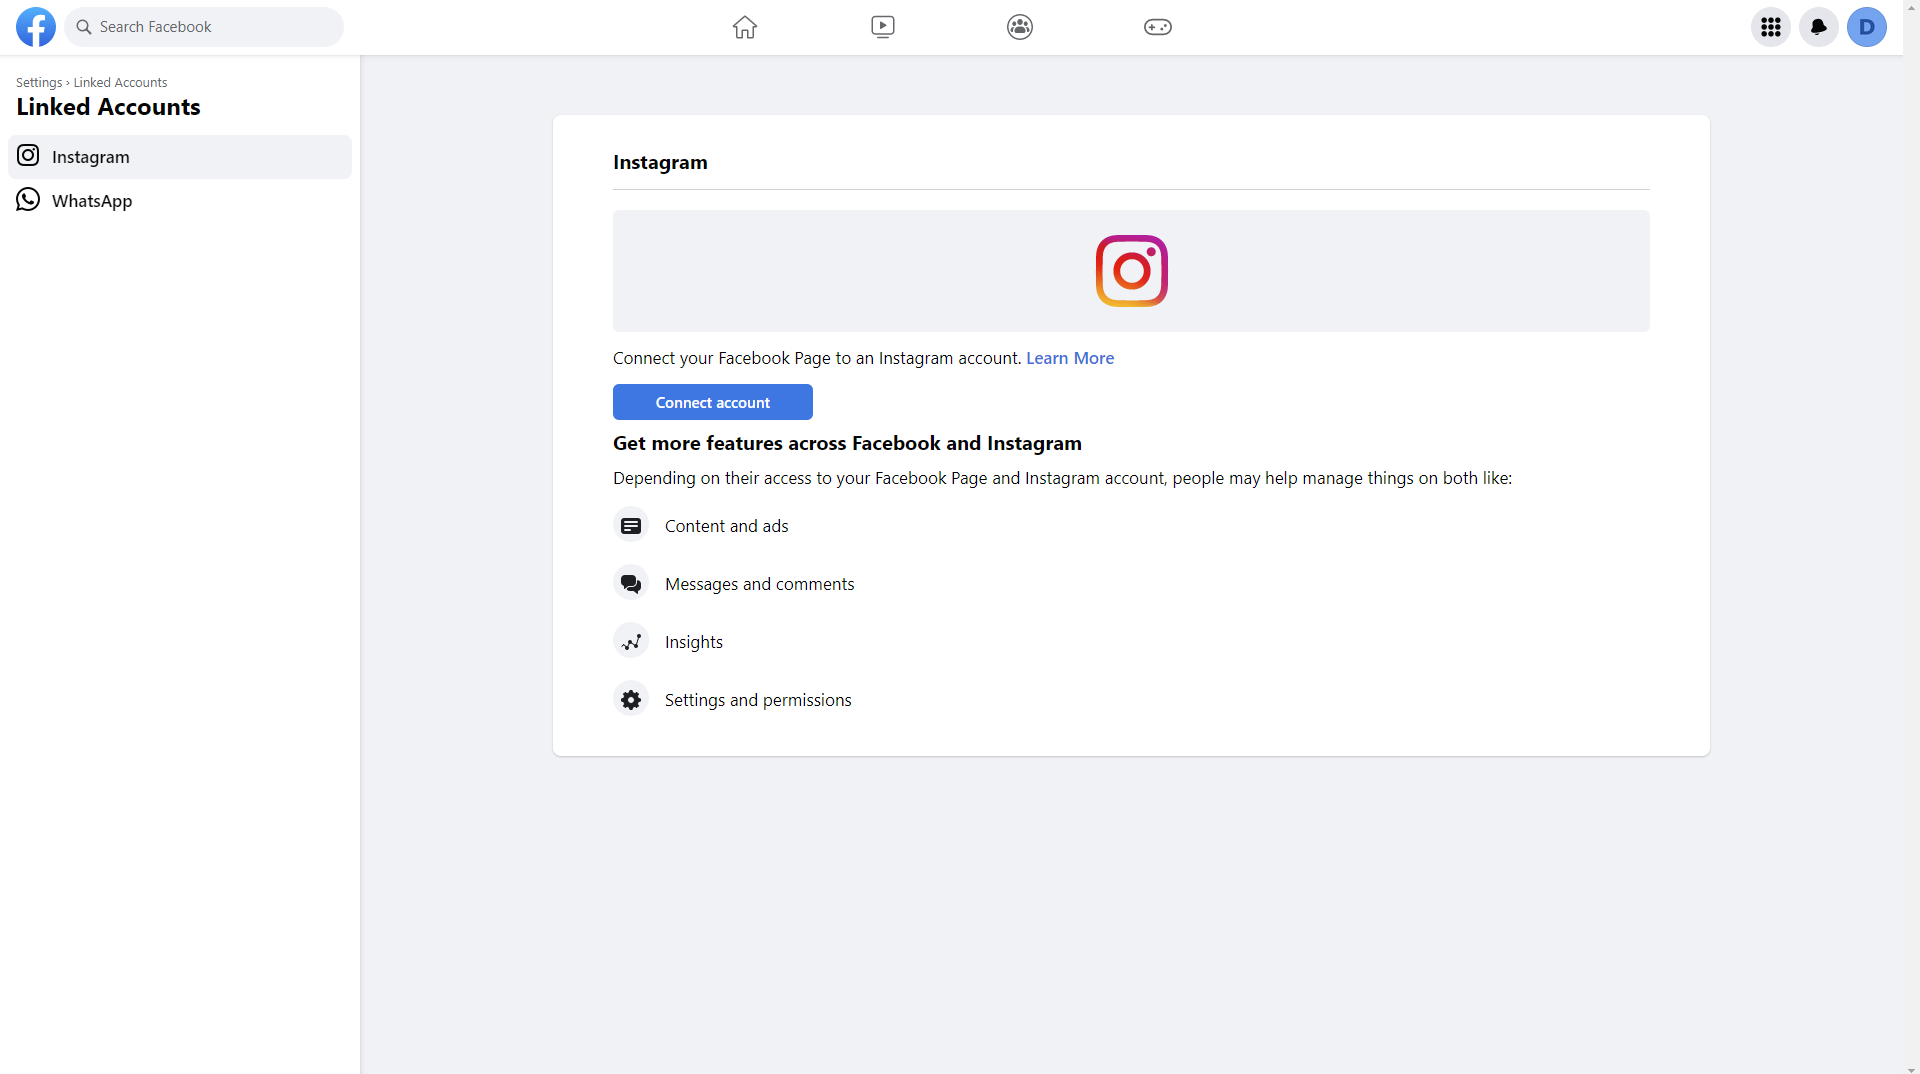 Search Facebook
D
Settings › Linked Accounts
Linked Accounts
Instagram
WhatsApp
Instagram
Connect your Facebook Page to an Instagram account. Learn More
Connect account
Get more features across Facebook and Instagram
Depending on their access to your Facebook Page and Instagram account, people may help manage things on both like:
Content and ads
Messages and comments
Insights
Settings and permissions